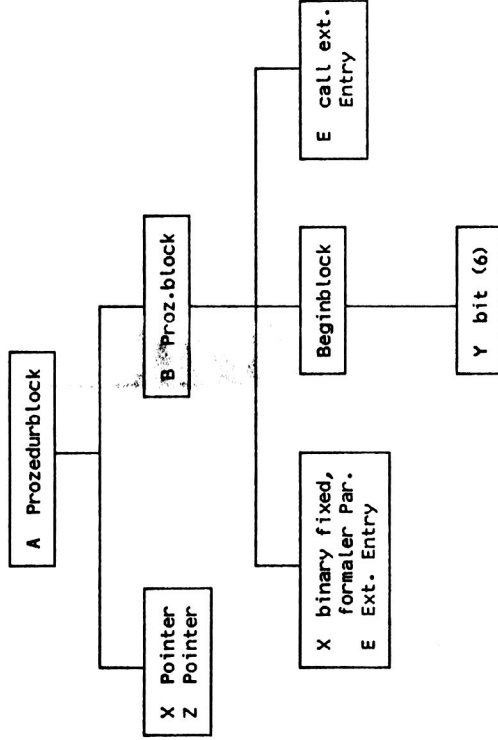 A Prozedurblock
X Pointer
Z Pointer
B Proz.block
X binary fixed,
formaler Par.
E Ext. Entry
Beginblock
E call ext.
Entry
Y bit (6)